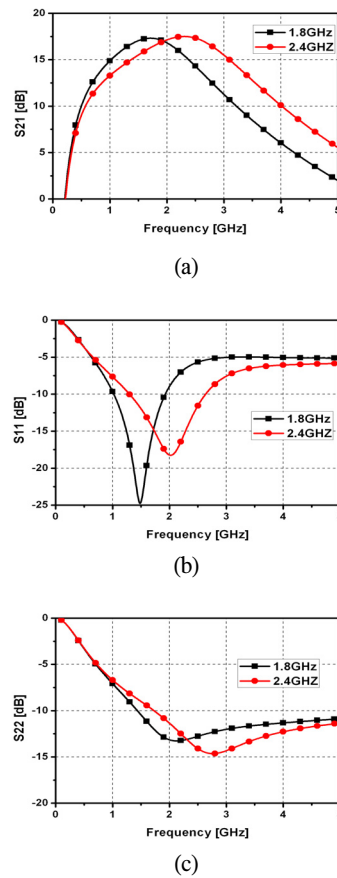 20
15
10
5
0
S21 [dB]
1.8GHz
2.4GHZ
0 1 2 3 4 5
Frequency [GHz]
(a)
0
-5
-10
-15
-20
-25
S11 [dB]
1.8GHz
2.4GHZ
0 1 2 3 4
Frequency [GHz]
(b)
0
-5
-10
-15
-20
S22 [dB]
1.8GHz
2.4GHZ
0 1 2 3 4
Frequency [GHz]
(c)